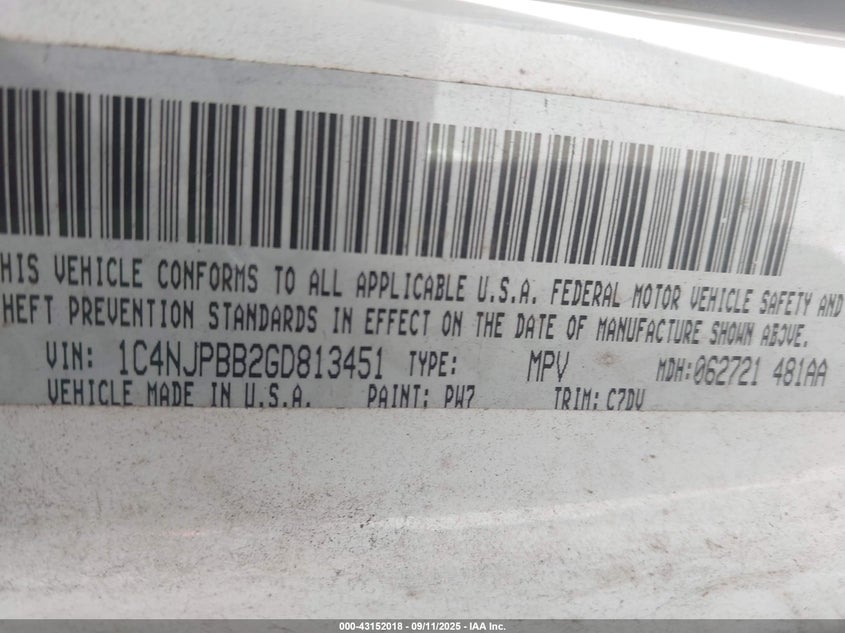 HIS VEHICLE CONFORMS TO ALL APPLICABLE U.S.A. FEDERAL MOTOR VEHICLE SAFETY AND
HEFT PREVENTION STANDARDS IN EFFECT ON THE DATE OF MANUFACTURE SHOWN ABOVE.
VIN: 1C4NJPBB2GD813451 TYPE: MPV MDH:062721 481AA
VEHICLE MADE IN U.S.A. PAINT: PW7 TRIM: C7DV
000-43152018 - 09/11/2025 - IAA Inc.